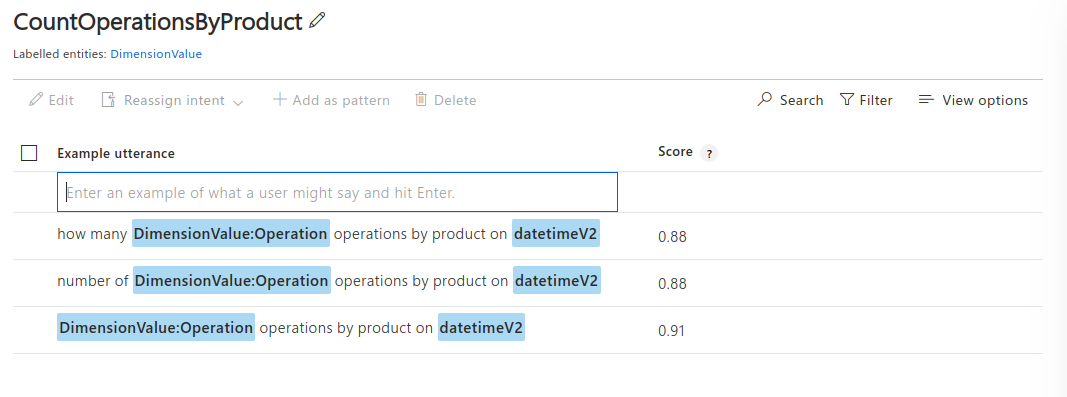 CountOperationsByProduct
Labelled entities: DimensionValue
Edit Reassign intent Add as pattern Delete Search Filter View options
Example utterance Score ?
Enter an example of what a user might say and hit Enter.
how many DimensionValue:Operation operations by product on datetimeV2 0.88
number of DimensionValue:Operation operations by product on datetimeV2 0.88
DimensionValue:Operation operations by product on datetimeV2 0.91